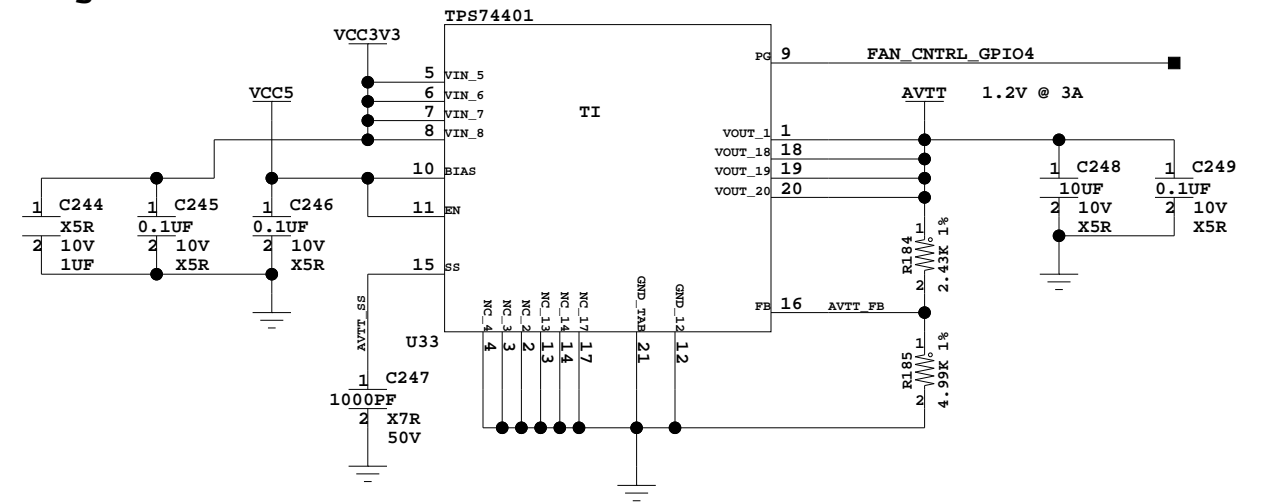 TPS74401
VCC3V3
PG 9 FAN_CNTRL_GPIO4
5 VIN_5
VCC5
AVTT 1.2V @ 3A
6 VIN_6
TI
7 VIN_7
8 VIN_8
VOUT_1 1
VOUT_18 18
VOUT_19 19
VOUT_20 20
10 BIAS
11 EN
15 SS
1 C244
X5R
2 10V
1UF
1 C245
0.1UF
2 10V
X5R
1 C246
0.1UF
2 10V
X5R
1 C248
10UF
2 10V
X5R
1 C249
0.1UF
2 10V
X5R
1
R184
2.43K 1%
2
FB 16 AVTT_FB
NC_4
NC_3
NC_2
NC_13
NC_14
NC_17
GND_TAB
GND_12
4
3
2
13
14
17
21
12
U33
AVTT_SS
1 C247
1000PF
2 X7R
50V
1
R185
4.99K 1%
2